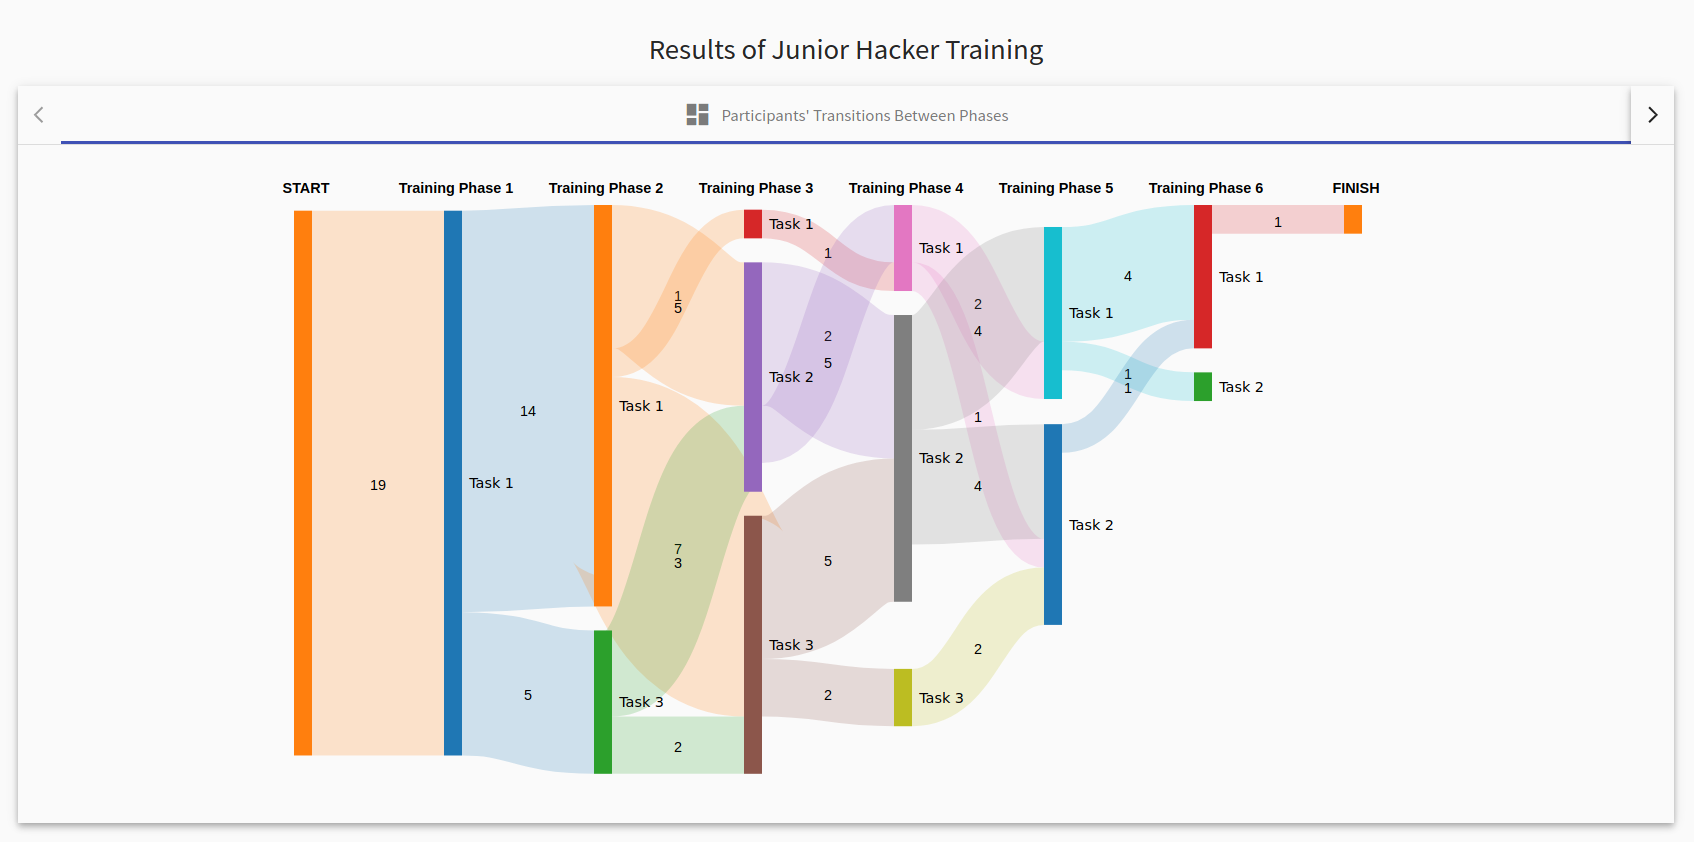 Results of Junior Hacker Training
Participants' Transitions Between Phases
START
Training Phase 1
Training Phase 2
Training Phase 3
Training Phase 4
Training Phase 5
Training Phase 6
FINISH
19
Task 1
14
5
Task 1
Task 3
1
5
7
3
2
Task 1
Task 2
Task 3
1
2
5
5
2
Task 1
Task 2
Task 3
2
4
1
4
2
Task 1
Task 2
4
1
1
Task 1
Task 2
1